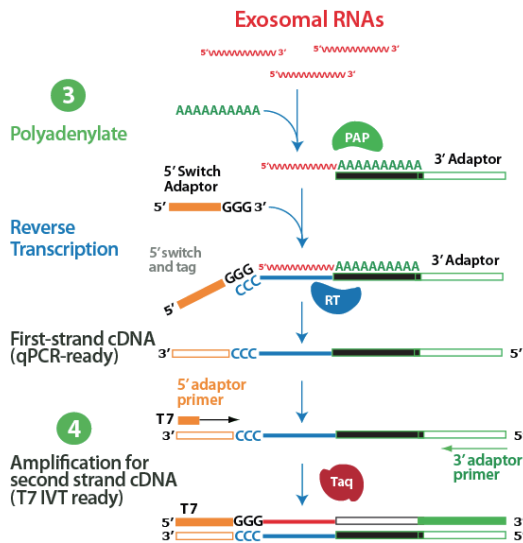 Exosomal RNAs
5' 3'
5' 3'
5' 3'
3
AAAAAAAAAA
Polyadenylate
PAP
5' AAAAAAAAAA
3' Adaptor
5' Switch
Adaptor
5' GGG 3'
Reverse
Transcription
5' switch
and tag
5' GGG
CCC
5' AAAAAAAAAA
3' Adaptor
RT
First-strand cDNA
(qPCR-ready)
3' CCC 5'
5' adaptor
primer
T7
4
3' CCC 5'
Amplification for
second strand cDNA
(T7 IVT ready)
3' adaptor
primer
Taq
T7
5' GGG 3'
3' CCC 5'